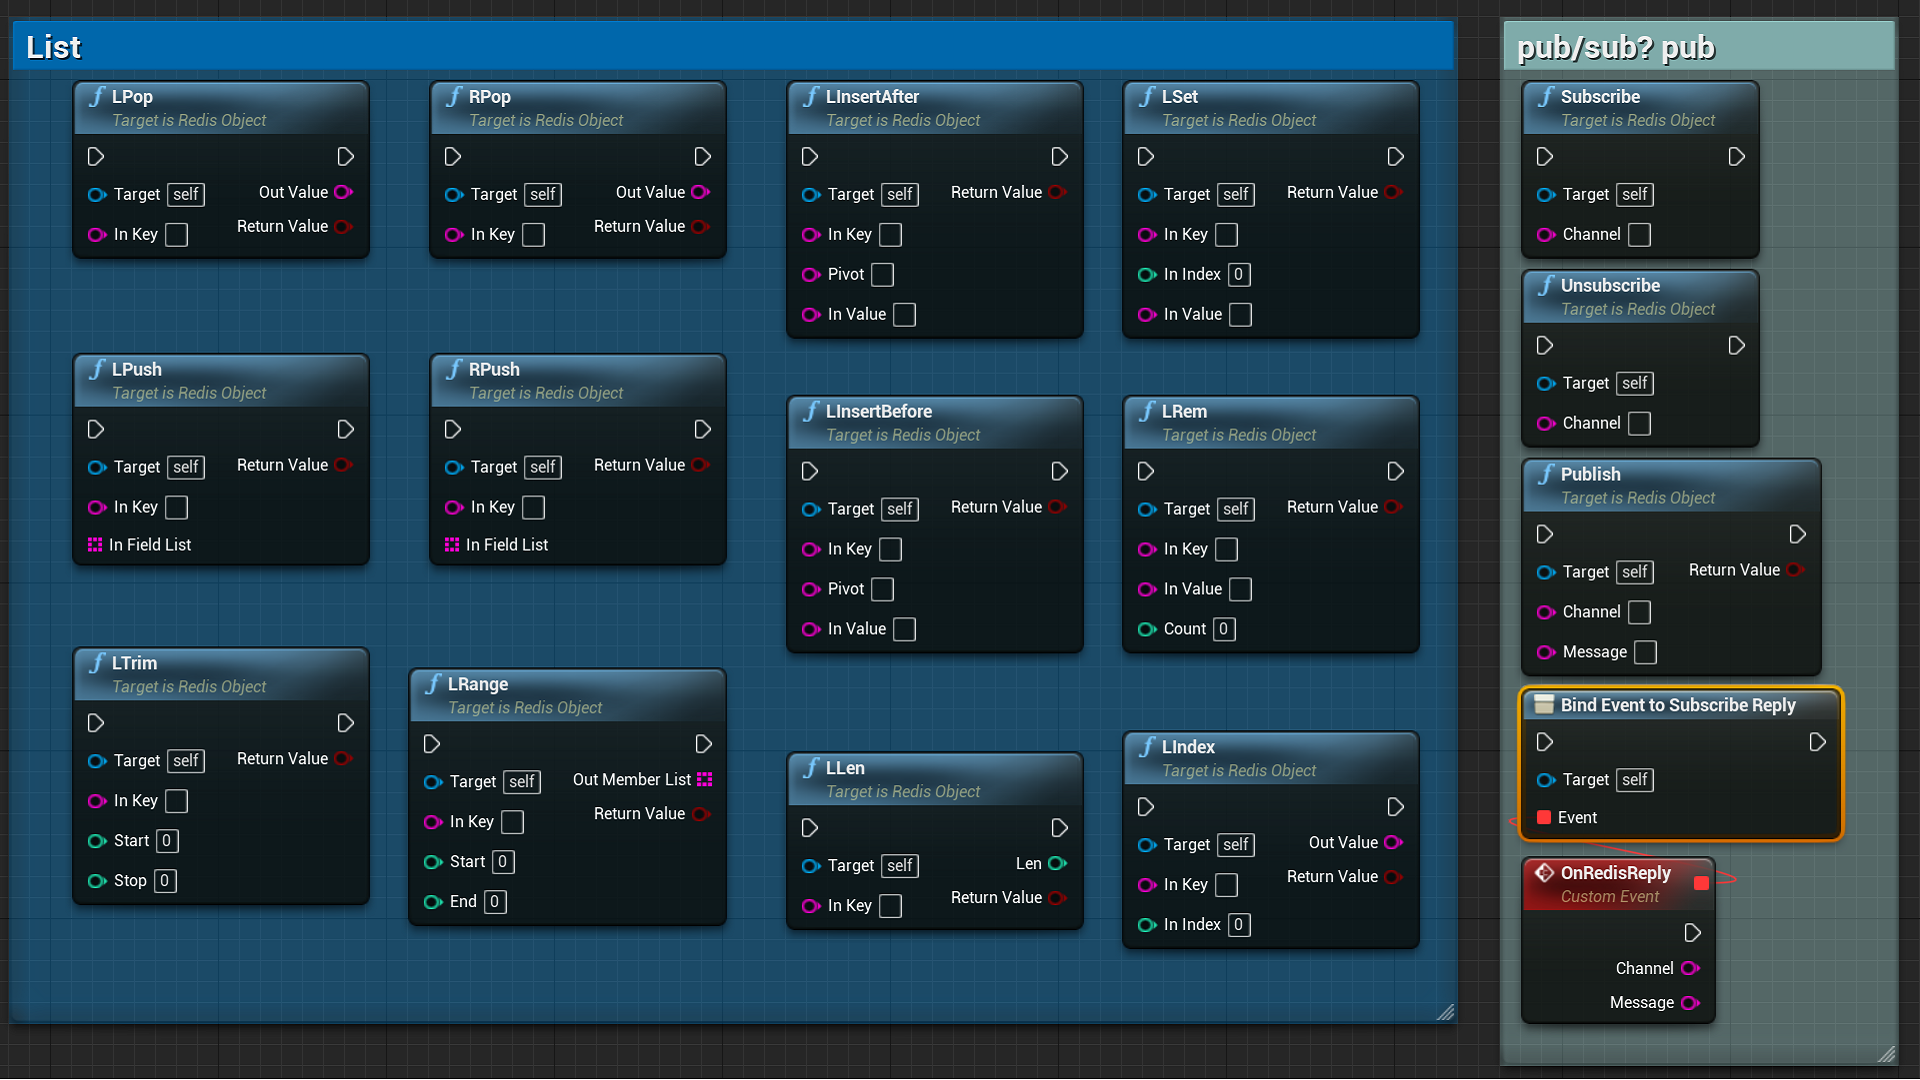 List
LPop
Target is Redis Object
Target self
Out Value
In Key
Return Value
RPop
Target is Redis Object
Target self
Out Value
In Key
Return Value
LInsertAfter
Target is Redis Object
Target self
Return Value
In Key
Pivot
In Value
LSet
Target is Redis Object
Target self
Return Value
In Key
In Index 0
In Value
LPush
Target is Redis Object
Target self
Return Value
In Key
In Field List
RPush
Target is Redis Object
Target self
Return Value
In Key
In Field List
LInsertBefore
Target is Redis Object
Target self
Return Value
In Key
Pivot
In Value
LRem
Target is Redis Object
Target self
Return Value
In Key
In Value
Count 0
LTrim
Target is Redis Object
Target self
Return Value
In Key
Start 0
Stop 0
LRange
Target is Redis Object
Target self
Out Member List
In Key
Return Value
Start 0
End 0
LLen
Target is Redis Object
Target self
Len
In Key
Return Value
LIndex
Target is Redis Object
Target self
Out Value
In Key
Return Value
In Index 0
pub/sub? pub
Subscribe
Target is Redis Object
Target self
Channel
Unsubscribe
Target is Redis Object
Target self
Channel
Publish
Target is Redis Object
Target self
Return Value
Channel
Message
Bind Event to Subscribe Reply
Target self
Event
OnRedisReply
Custom Event
Channel
Message